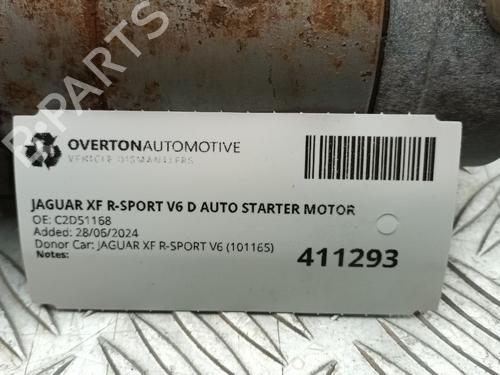 B-PARTS
OVERTONAUTOMOTIVE
VEHICLE DISMANTLERS
JAGUAR XF R-SPORT V6 D AUTO STARTER MOTOR
OE: C2D51168
Added: 28/06/2024
Donor Car: JAGUAR XF R-SPORT V6 (101165)
Notes:
411293